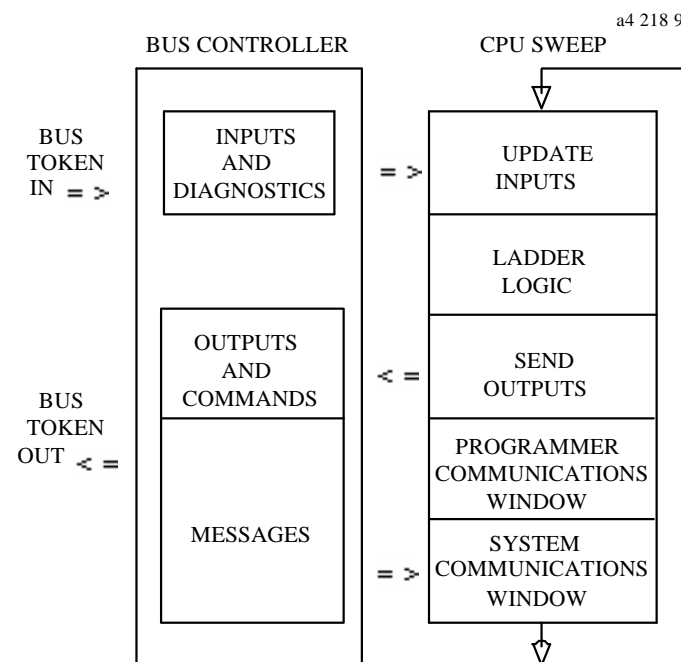 a4 218 9
BUS CONTROLLER
CPU SWEEP
BUS
TOKEN
IN = >
INPUTS
AND
DIAGNOSTICS
= >
UPDATE
INPUTS
LADDER
LOGIC
OUTPUTS
AND
COMMANDS
< =
SEND
OUTPUTS
BUS
TOKEN
OUT < =
PROGRAMMER
COMMUNICATIONS
WINDOW
MESSAGES
= >
SYSTEM
COMMUNICATIONS
WINDOW